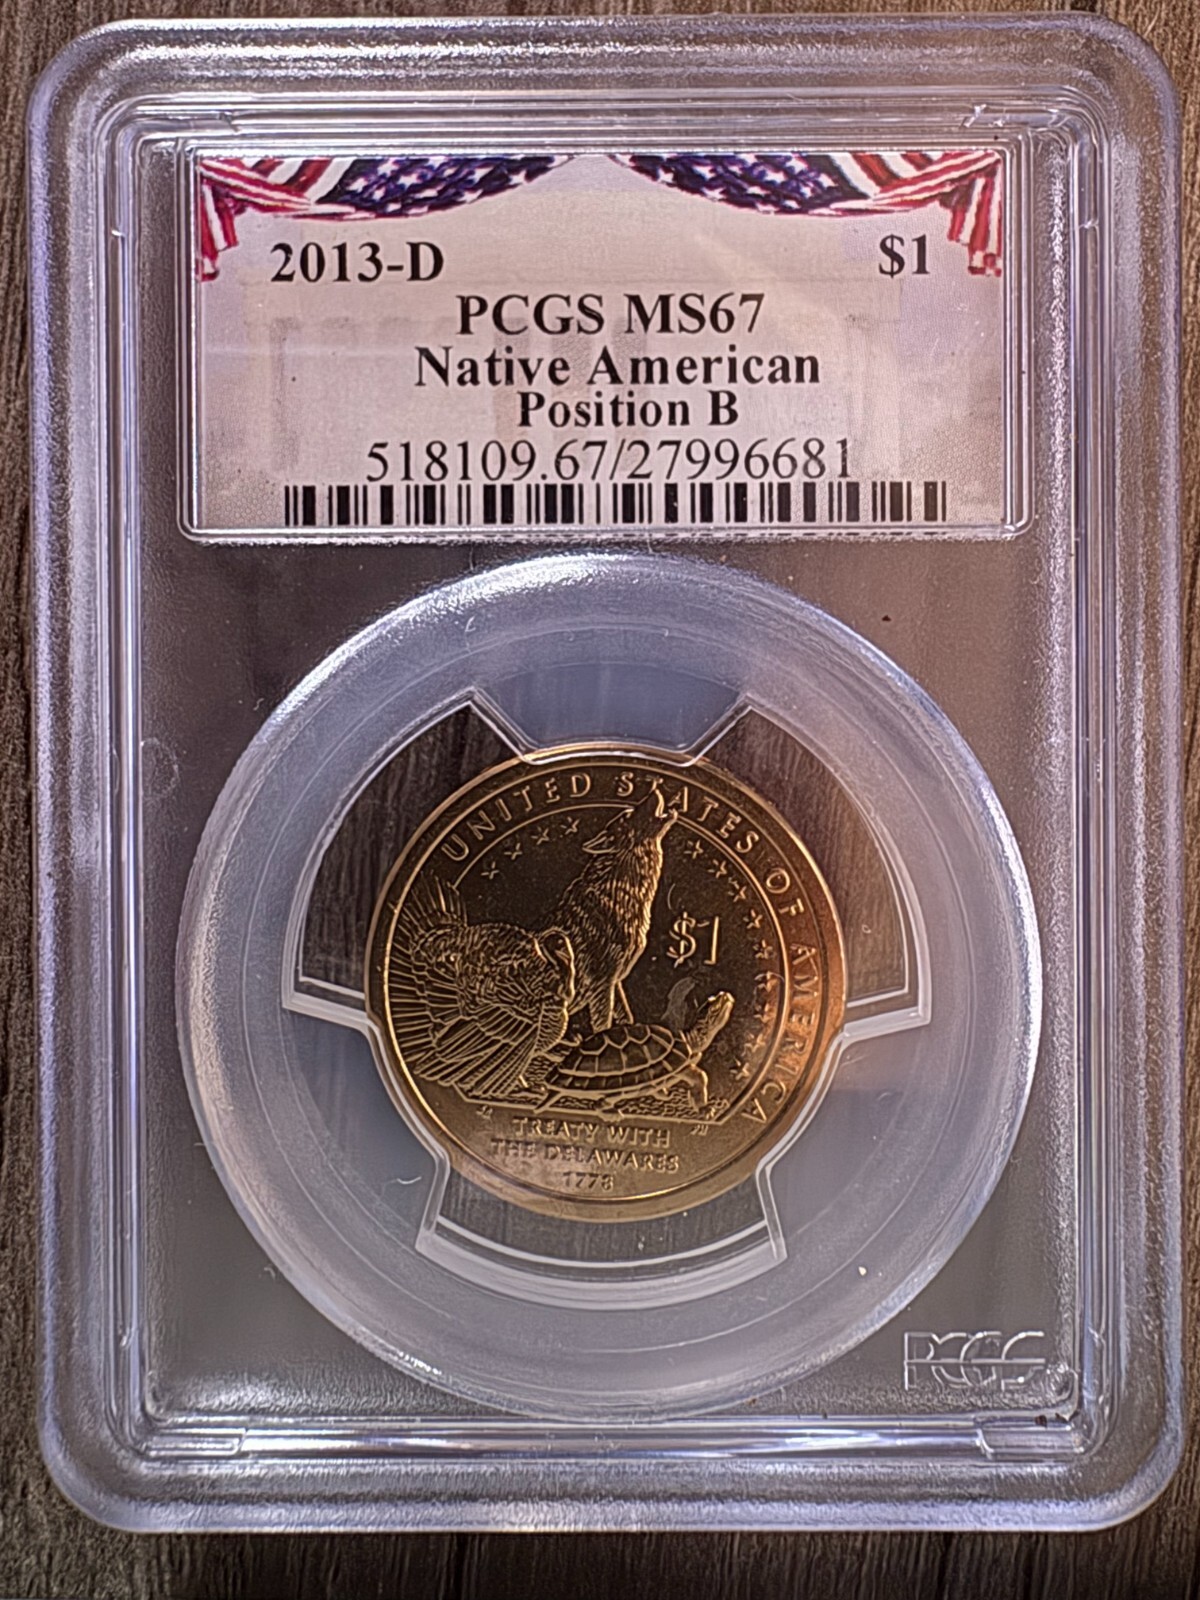 2013-D $1
PCGS MS67
Native American
Position B
518109.67/27996681
UNITED STATES OF AMERICA
$1
TREATY WITH
THE DELAWARES
1778
PCGS